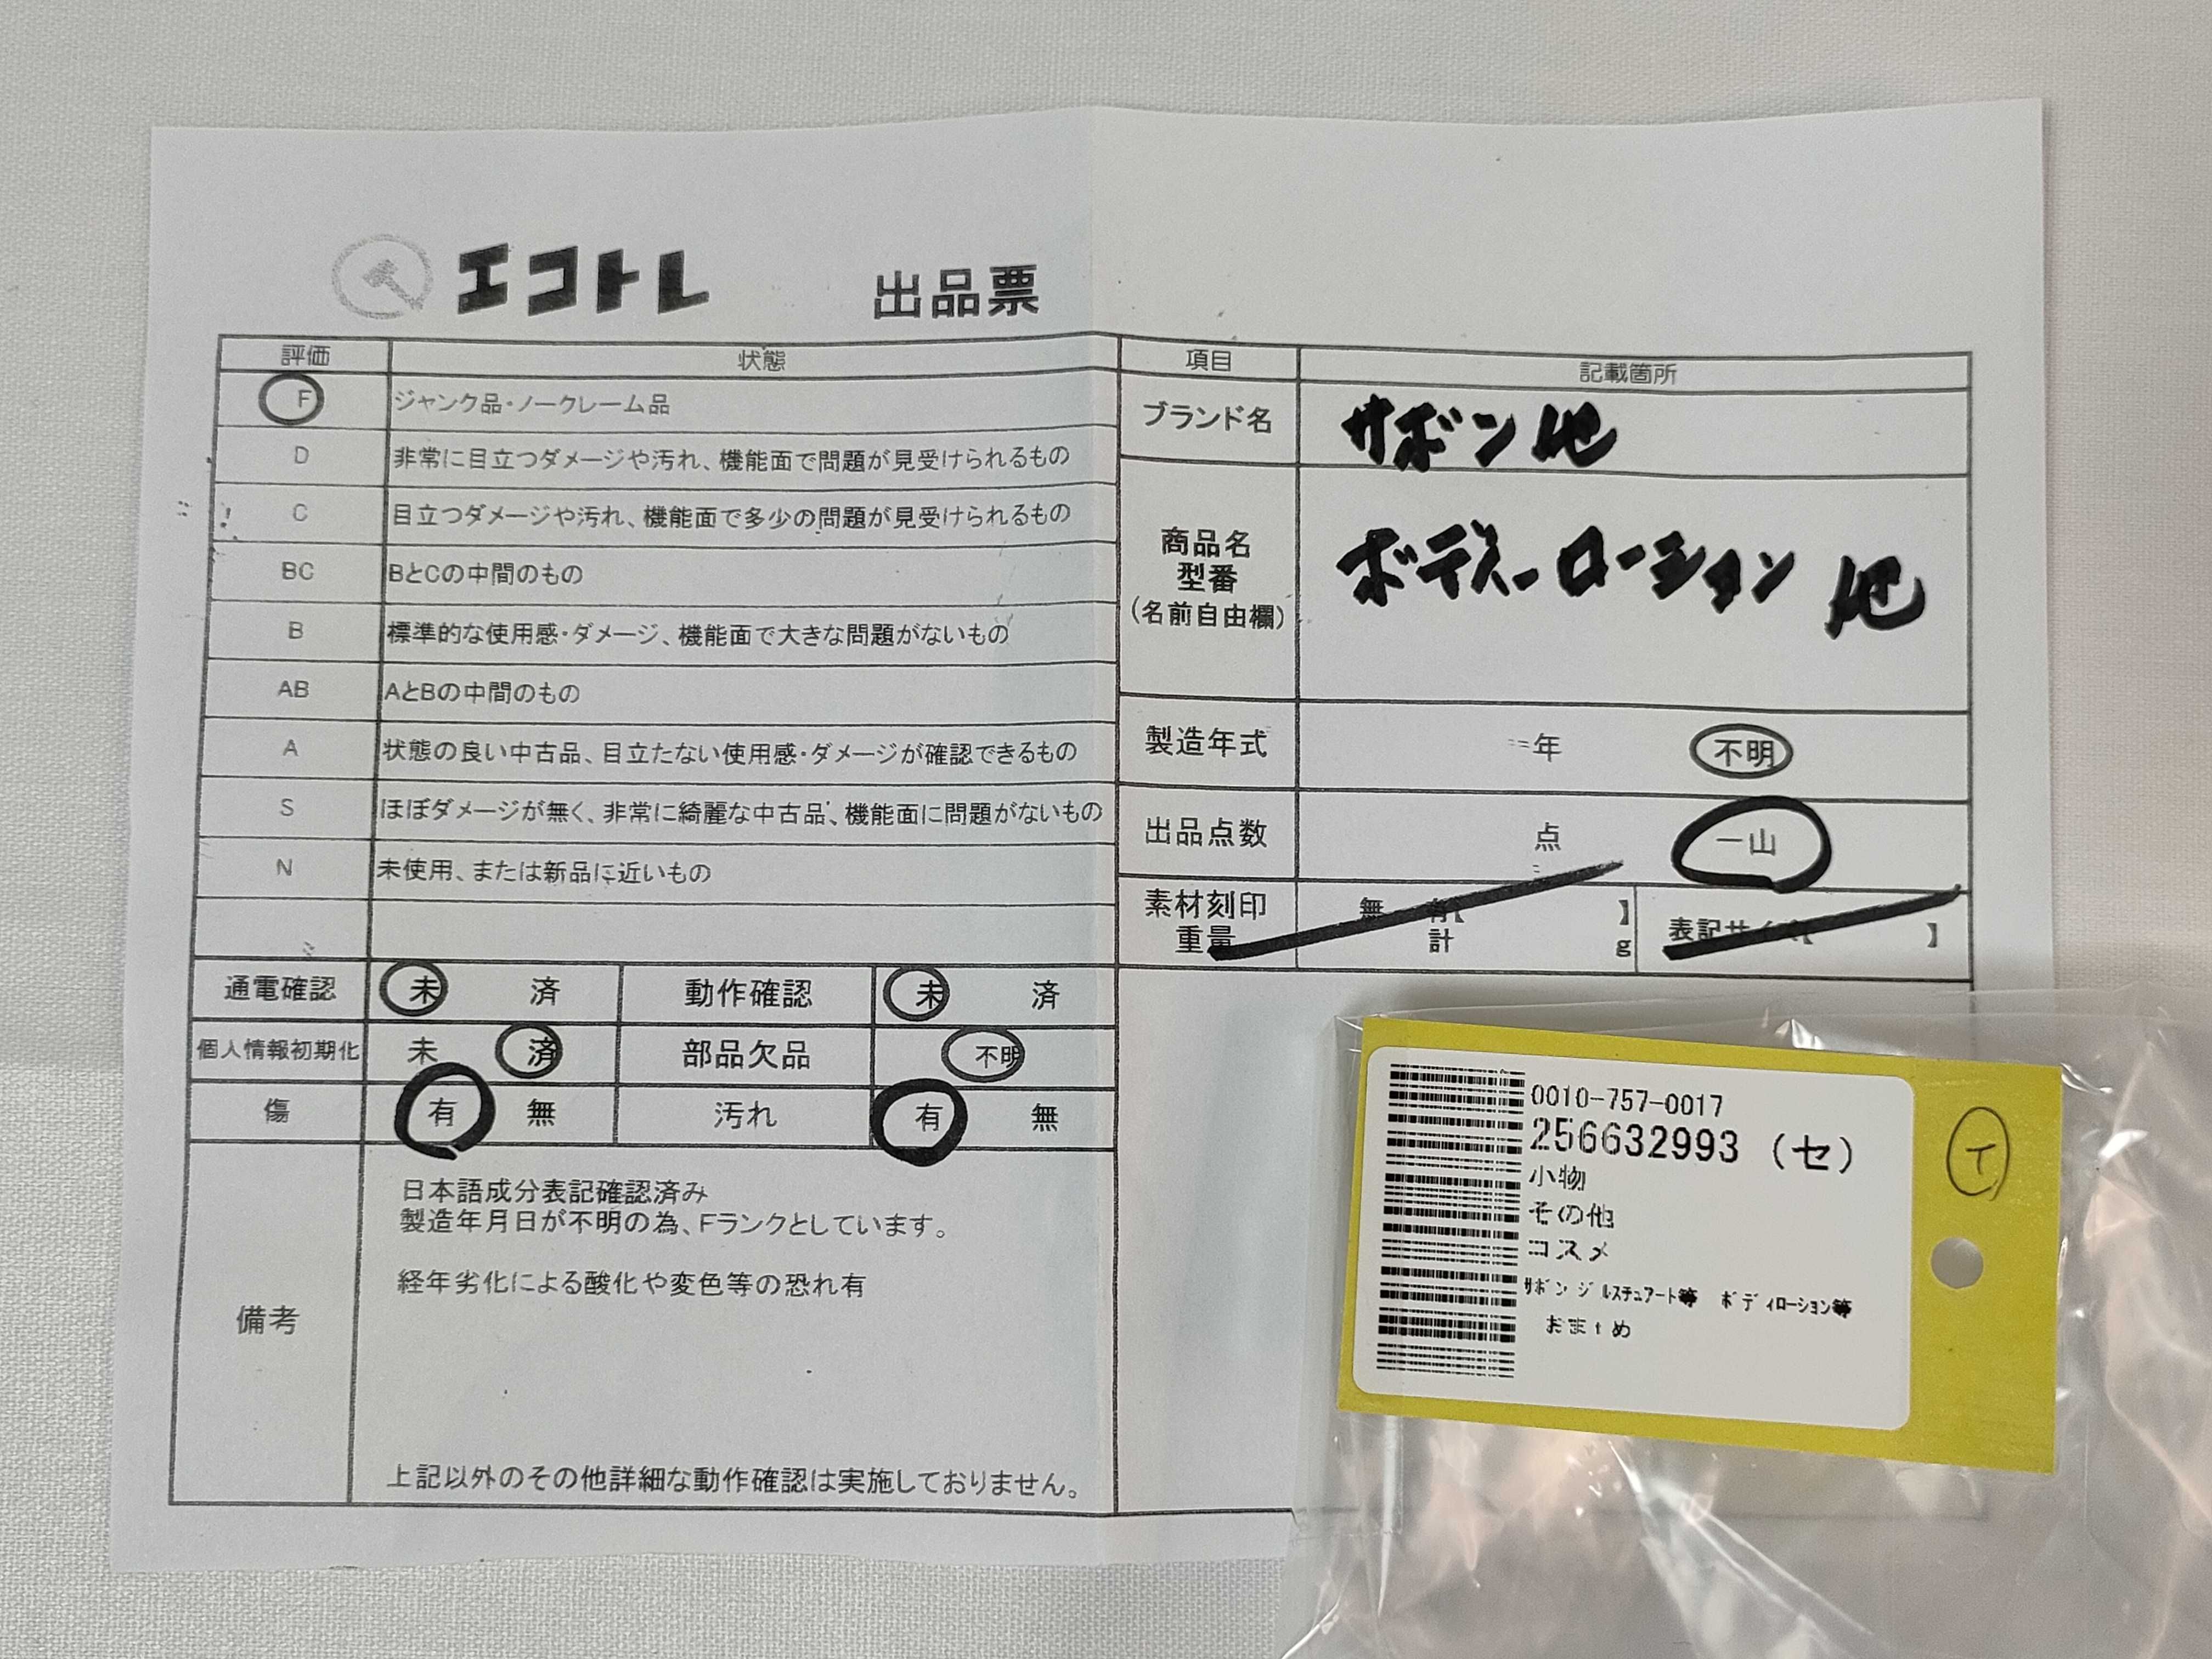 エコトレ 出品票
評価 状態
F ジャンク品・ノークレーム品
D 非常に目立つダメージや汚れ、機能面で問題が見受けられるもの
C 目立つダメージや汚れ、機能面で多少の問題が見受けられるもの
BC BとCの中間のもの
B 標準的な使用感・ダメージ、機能面で大きな問題がないもの
AB AとBの中間のもの
A 状態の良い中古品、目立たない使用感・ダメージが確認できるもの
S ほぼダメージが無く、非常に綺麗な中古品、機能面に問題がないもの
N 未使用、または新品に近いもの
通電確認 未 済 動作確認 未 済
個人情報初期化 未 済 部品欠品 不明
傷 有 無 汚れ 有 無
備考
日本語成分表記確認済み
製造年月日が不明の為、Fランクとしています。
経年劣化による酸化や変色等の恐れ有
上記以外のその他詳細な動作確認は実施しておりません。
項目 記載箇所
ブランド名 サボン 他
商品名
型番
(名前自由欄)
ボディーローション 他
製造年式 年 不明
出品点数 点 一山
素材刻印 無 有【 】
重量 計 g
表記サイズ【 】
0010-757-0017
256632993 (セ)
小物
その他
コスメ
サボン ジルスチュアート等 ボディローション等
おまとめ
イ